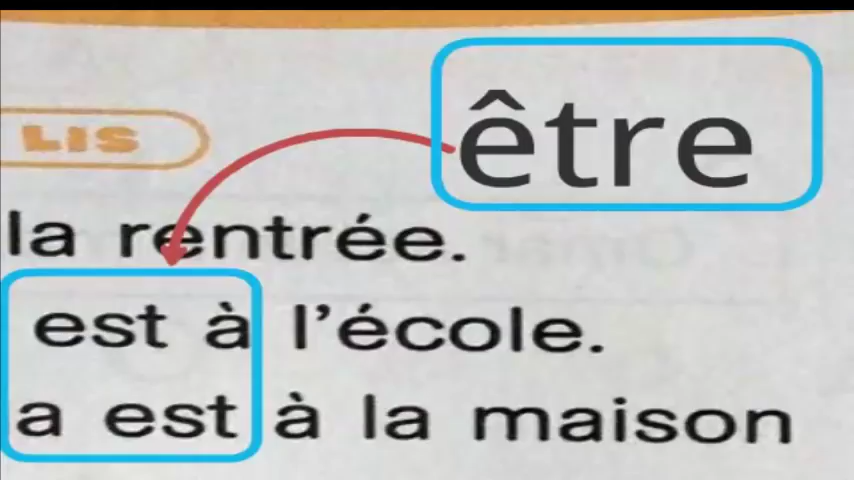 être
LIS
la rentrée.
est à l'école.
a est à la maison